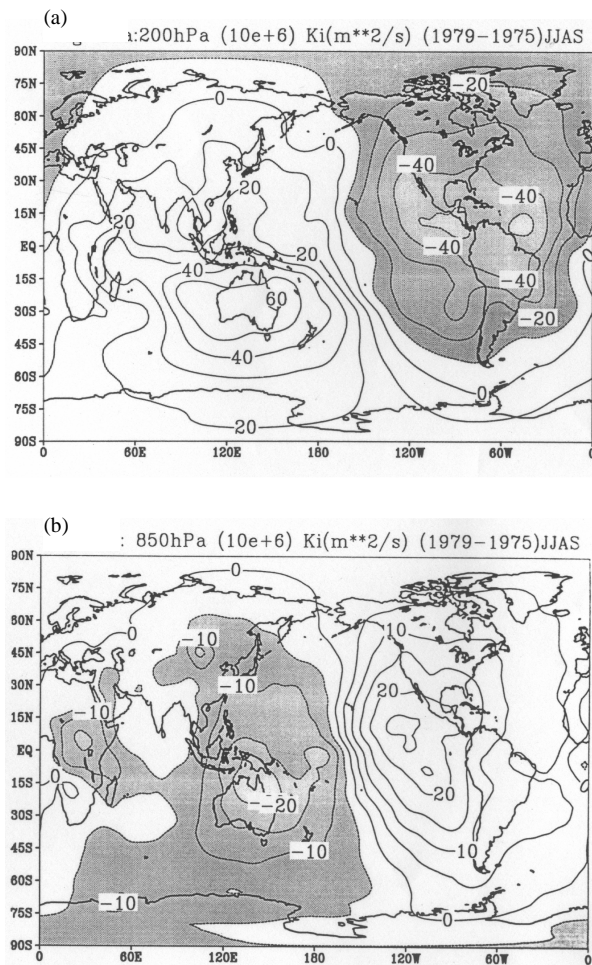 (a)
a:200hPa (10e+6) Ki(m**2/s) (1979-1975)JJAS
90N
-20
75N
0
60N
0
45N
-40
30N
20 20 -40
15N
20
EQ
20 -40
15S
40 -40
30S
60
-20
45S
40
60S
0
75S
20
90S
0 60E 120E 180 120W 60W 0
(b)
: 850hPa (10e+6) Ki(m**2/s) (1979-1975)JJAS
90N
0
75N
60N
0 -10 10
45N
30N
-10 20
-10
15N
EQ
0
15S
20
-20
30S
-10 10
45S
60S
75S
-10
0
90S
0 60E 120E 180 120W 60W 0